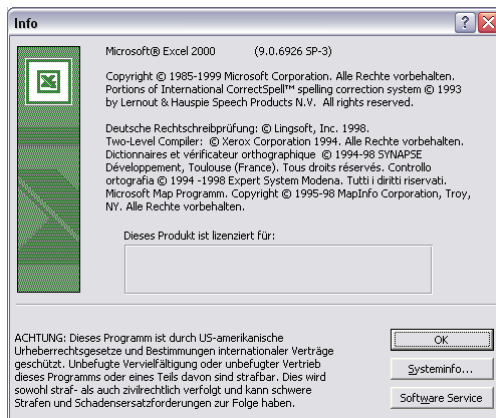 Info
Microsoft® Excel 2000 (9.0.6926 SP-3)
Copyright © 1985-1999 Microsoft Corporation. Alle Rechte vorbehalten.
Portions of International CorrectSpell™ spelling correction system © 1993
by Lernout & Hauspie Speech Products N.V. All rights reserved.
Deutsche Rechtschreibprüfung: © Lingsoft, Inc. 1998.
Two-Level Compiler: © Xerox Corporation 1994. Alle Rechte vorbehalten.
Dictionnaires et vérificateur orthographique © 1994-98 SYNAPSE
Développement, Toulouse (France). Tous droits réservés. Controllo
ortografia © 1994 -1998 Expert System Modena. Tutti i diritti riservati.
Microsoft Map Programm. Copyright © 1995-98 MapInfo Corporation, Troy,
NY. Alle Rechte vorbehalten.
Dieses Produkt ist lizenziert für:
ACHTUNG: Dieses Programm ist durch US-amerikanische
Urheberrechtsgesetze und Bestimmungen internationaler Verträge
geschützt. Unbefugte Vervielfältigung oder unbefugter Vertrieb
dieses Programms oder eines Teils davon sind strafbar. Dies wird
sowohl straf- als auch zivilrechtlich verfolgt und kann schwere
Strafen und Schadensersatzforderungen zur Folge haben.
OK
Systeminfo...
Software Service